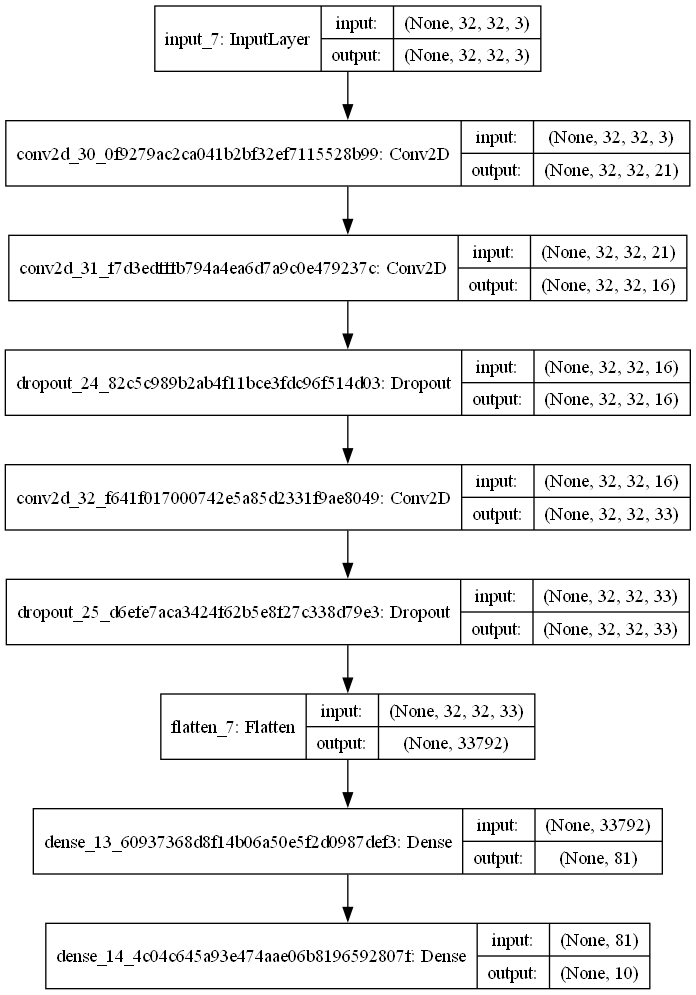 input_7: InputLayer
input: (None, 32, 32, 3)
output: (None, 32, 32, 3)
conv2d_30_0f9279ac2ca041b2bf32ef7115528b99: Conv2D
input: (None, 32, 32, 3)
output: (None, 32, 32, 21)
conv2d_31_f7d3edffffb794a4ea6d7a9c0e479237c: Conv2D
input: (None, 32, 32, 21)
output: (None, 32, 32, 16)
dropout_24_82c5c989b2ab4f11bce3fdc96f514d03: Dropout
input: (None, 32, 32, 16)
output: (None, 32, 32, 16)
conv2d_32_f641f017000742e5a85d2331f9ae8049: Conv2D
input: (None, 32, 32, 16)
output: (None, 32, 32, 33)
dropout_25_d6efe7aca3424f62b5e8f27c338d79e3: Dropout
input: (None, 32, 32, 33)
output: (None, 32, 32, 33)
flatten_7: Flatten
input: (None, 32, 32, 33)
output: (None, 33792)
dense_13_60937368d8f14b06a50e5f2d0987def3: Dense
input: (None, 33792)
output: (None, 81)
dense_14_4c04c645a93e474aae06b8196592807f: Dense
input: (None, 81)
output: (None, 10)